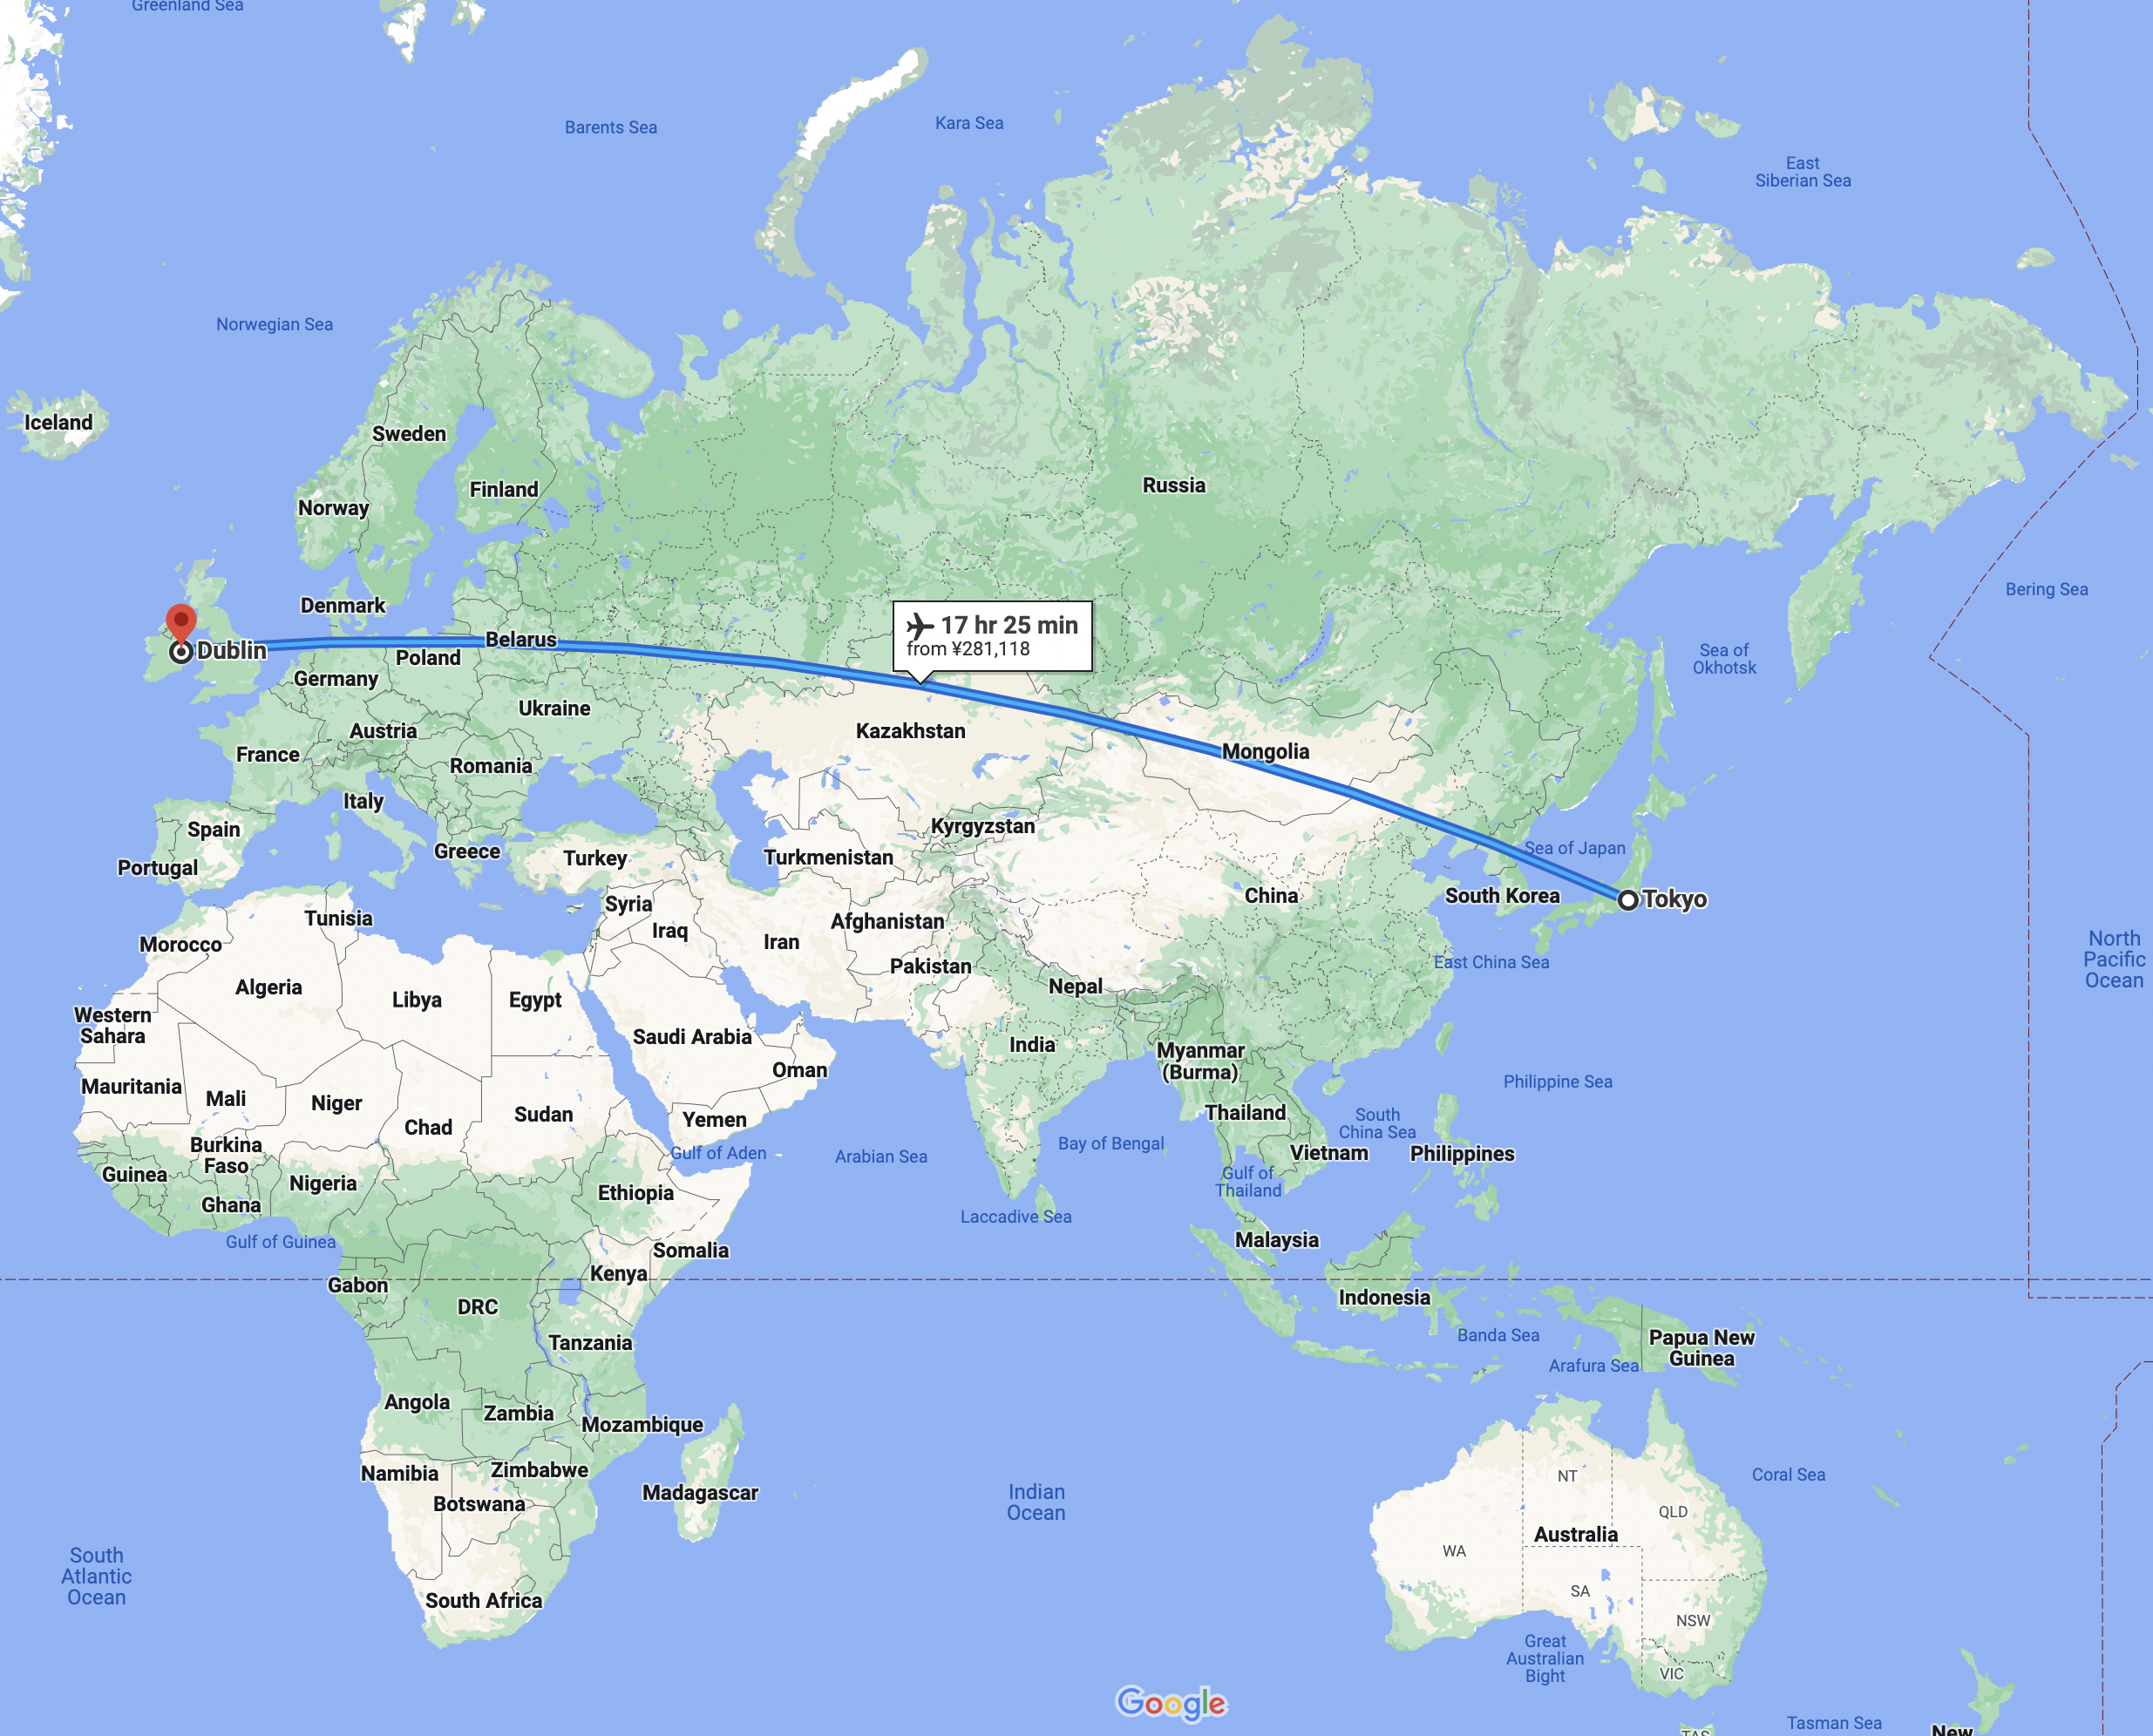 Greenland Sea
Barents Sea
Kara Sea
East
Siberian Sea
Norwegian Sea
Iceland
Sweden
Finland
Norway
Russia
Denmark
Bering Sea
17 hr 25 min
from ¥281,118
Belarus
Dublin
Poland
Sea of
Okhotsk
Germany
Ukraine
Austria
Kazakhstan
France
Mongolia
Romania
Italy
Spain
Kyrgyzstan
Greece
Turkey
Turkmenistan
Sea of Japan
Portugal
China
South Korea
Tokyo
Syria
Tunisia
Afghanistan
Iraq
Morocco
Iran
North
Pacific
Ocean
Pakistan
East China Sea
Algeria
Nepal
Libya
Egypt
Western
Sahara
Saudi Arabia
India
Myanmar
(Burma)
Oman
Mauritania
Philippine Sea
Mali
Niger
Sudan
Yemen
Thailand
South
China Sea
Chad
Burkina
Faso
Gulf of Aden
Arabian Sea
Bay of Bengal
Vietnam
Philippines
Guinea
Nigeria
Gulf of
Thailand
Ethiopia
Ghana
Laccadive Sea
Gulf of Guinea
Somalia
Malaysia
Kenya
Gabon
Indonesia
DRC
Banda Sea
Papua New
Guinea
Tanzania
Arafura Sea
Angola
Zambia
Mozambique
Namibia
Zimbabwe
NT
Coral Sea
Madagascar
Botswana
Indian
Ocean
QLD
Australia
WA
South
Atlantic
Ocean
SA
South Africa
NSW
Great
Australian
Bight
VIC
Google
Tasman Sea
TAS
New